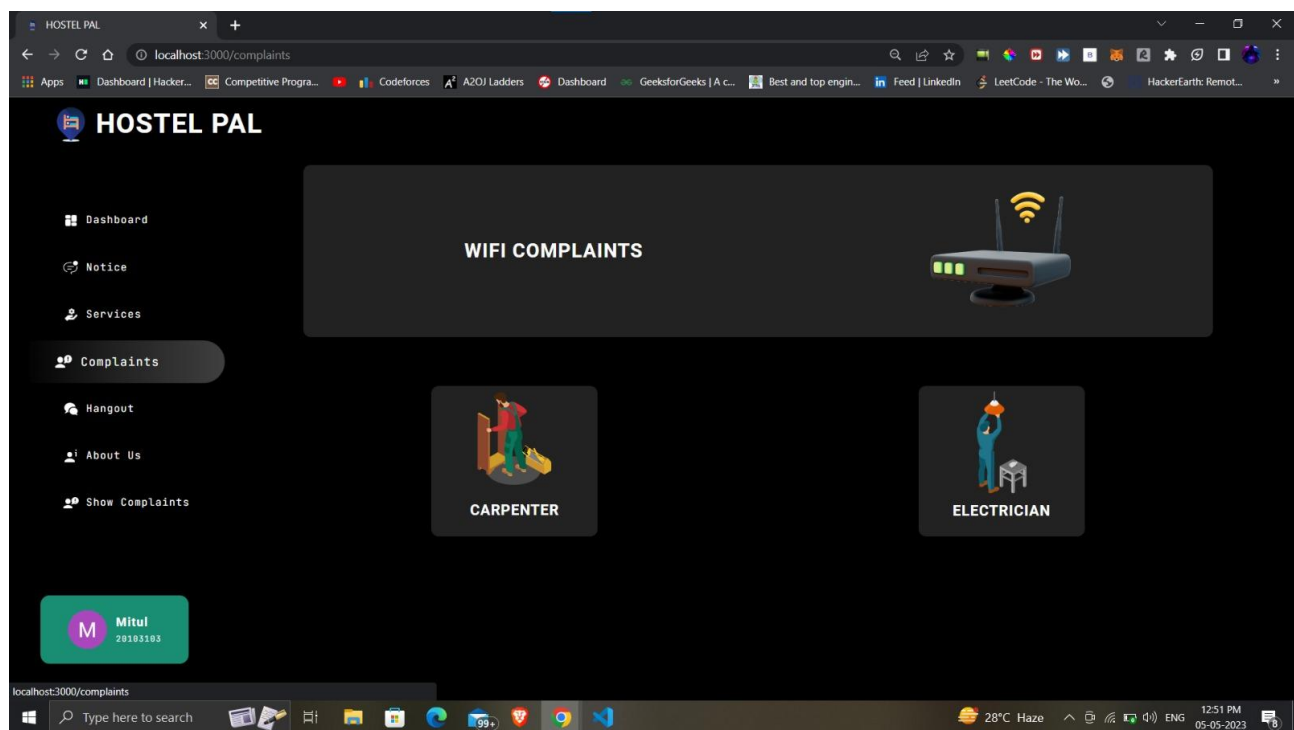 HOSTEL PAL
localhost:3000/complaints
Apps
Dashboard | Hacker...
CC Competitive Progra...
Codeforces
A2OJ Ladders
Dashboard
GeeksforGeeks | A c...
Best and top engin...
in Feed | LinkedIn
LeetCode - The Wo...
HackerEarth: Remot...
»
HOSTEL PAL
Dashboard
Notice
Services
Complaints
Hangout
About Us
Show Complaints
WIFI COMPLAINTS
CARPENTER
ELECTRICIAN
M
Mitul
20103103
localhost:3000/complaints
Type here to search
99+
28°C Haze
ENG
12:51 PM
05-05-2023
8